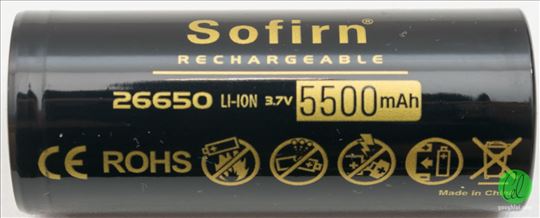 Sofirn®
RECHARGEABLE
26650 LI-ION 3.7V 5500mAh
CE ROHS
Made in China